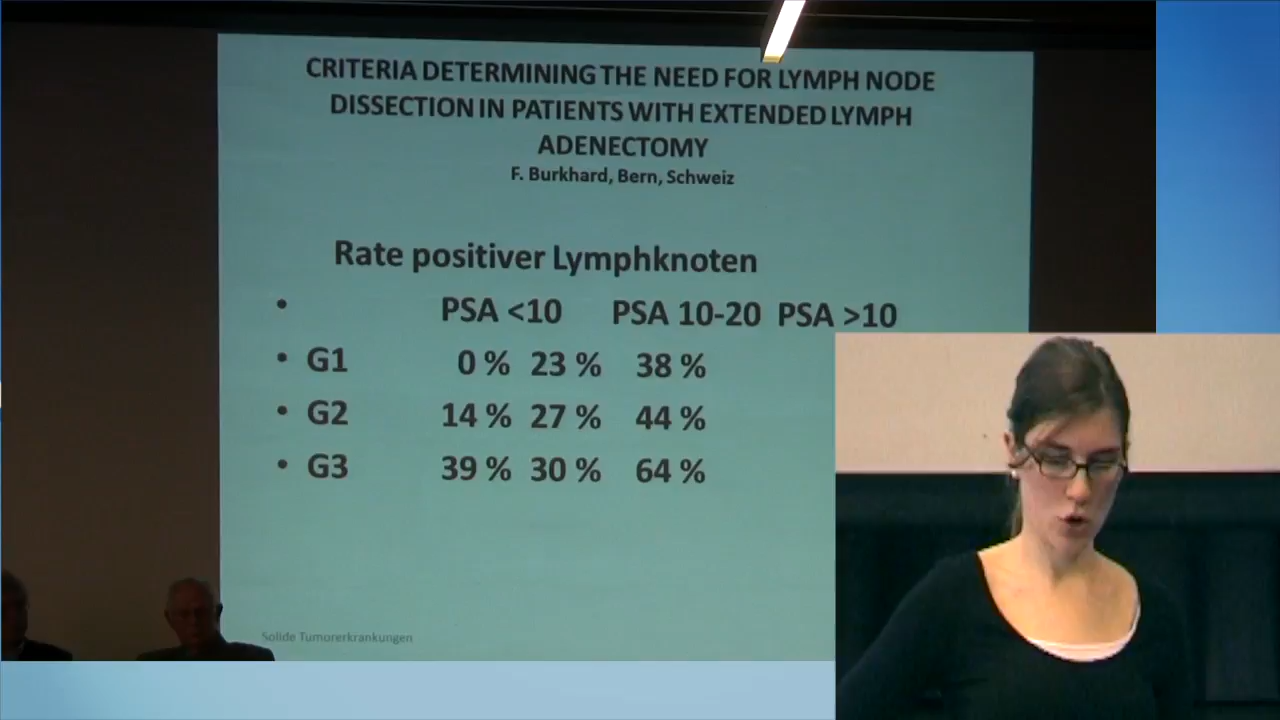 CRITERIA DETERMINING THE NEED FOR LYMPH NODE
DISSECTION IN PATIENTS WITH EXTENDED LYMPH
ADENECTOMY
F. Burkhard, Bern, Schweiz
Rate positiver Lymphknoten
• PSA <10 PSA 10-20 PSA >10
• G1 0 % 23 % 38 %
• G2 14 % 27 % 44 %
• G3 39 % 30 % 64 %
Solide Tumorerkrankungen